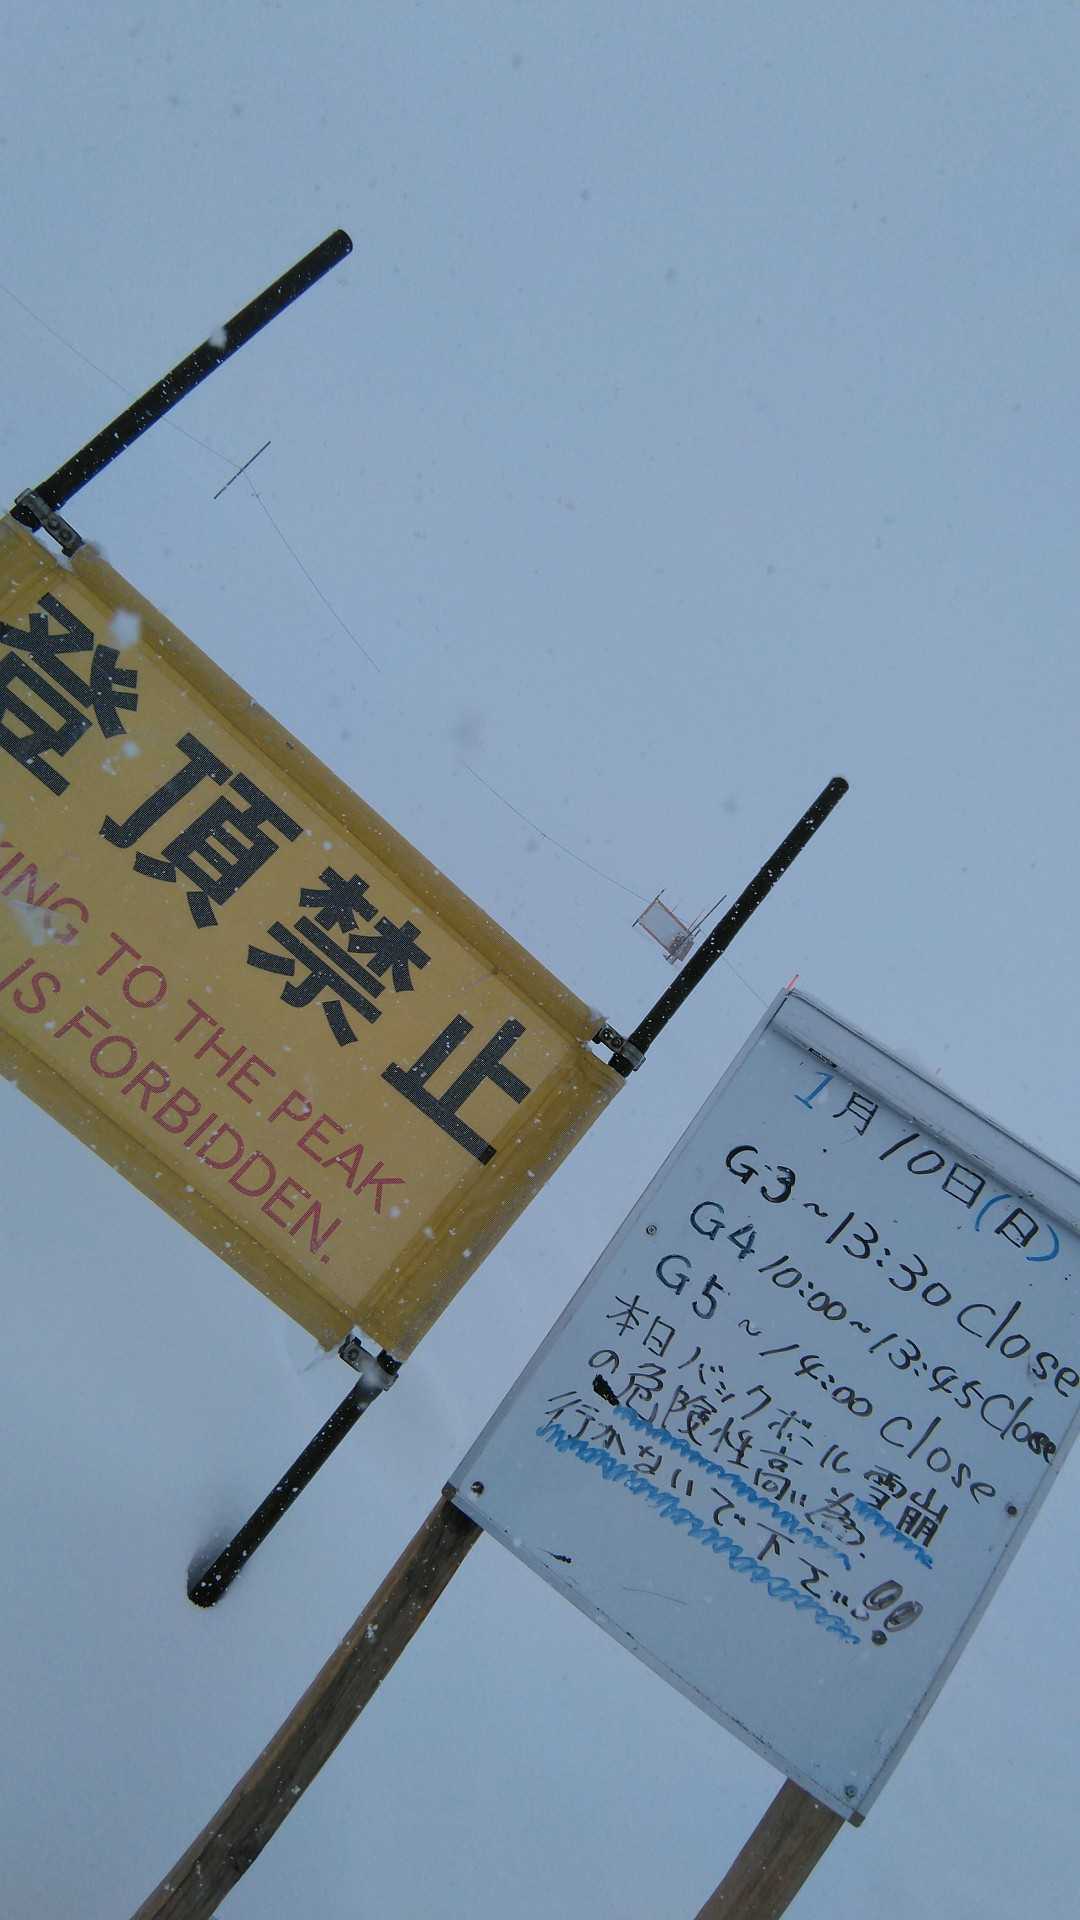 登頂禁止
KING TO THE PEAK
IS FORBIDDEN.
1月10日(日)
G3 ~13:30 Close
G4 10:00~13:45 Close
G5 ~14:00 Close
本日バックボール雪崩
の危険性高い為
行かないで下さい!!